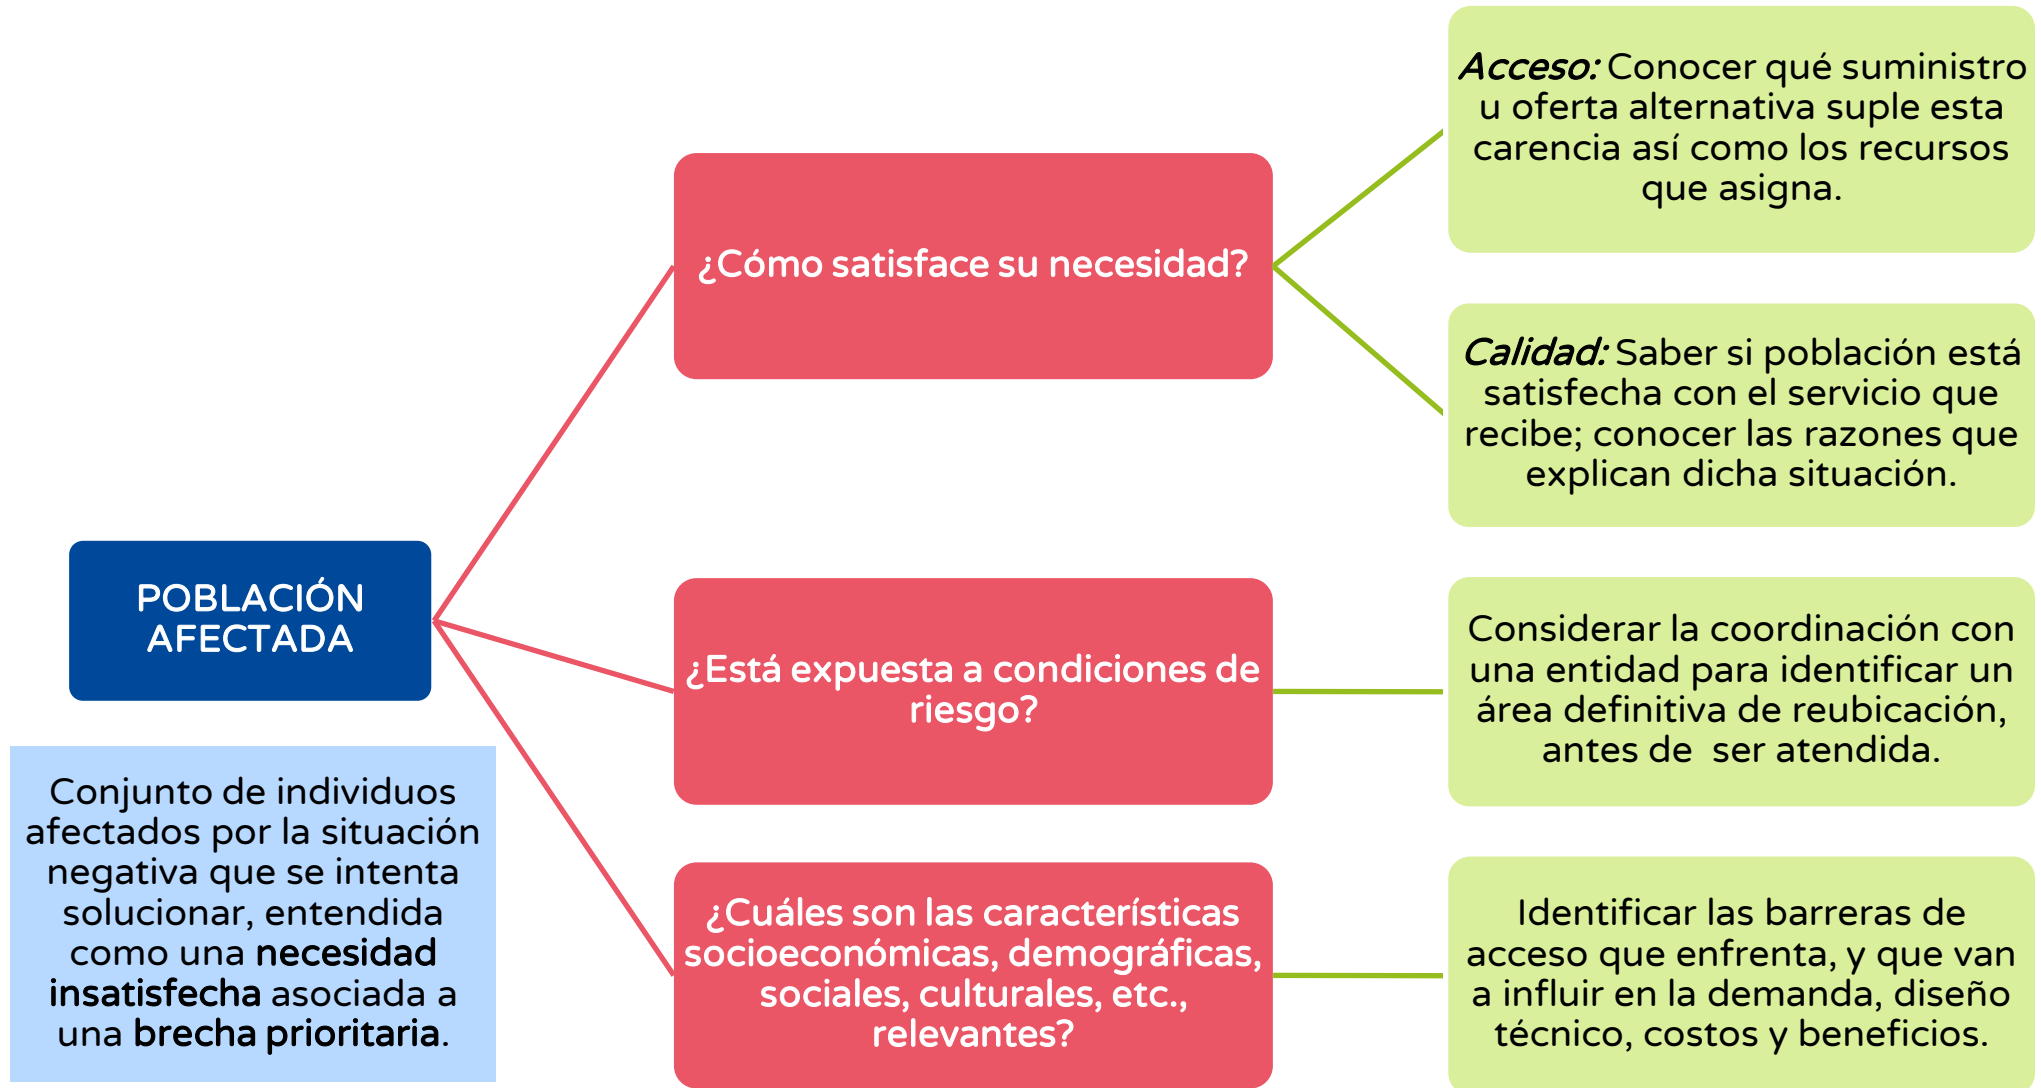 POBLACIÓN
AFECTADA
Conjunto de individuos
afectados por la situación
negativa que se intenta
solucionar, entendida
como una necesidad
insatisfecha asociada a
una brecha prioritaria.
¿Cómo satisface su necesidad?
Acceso: Conocer qué suministro
u oferta alternativa suple esta
carencia así como los recursos
que asigna.
Calidad: Saber si población está
satisfecha con el servicio que
recibe; conocer las razones que
explican dicha situación.
¿Está expuesta a condiciones de
riesgo?
Considerar la coordinación con
una entidad para identificar un
área definitiva de reubicación,
antes de  ser atendida.
¿Cuáles son las características
socioeconómicas, demográficas,
sociales, culturales, etc.,
relevantes?
Identificar las barreras de
acceso que enfrenta, y que van
a influir en la demanda, diseño
técnico, costos y beneficios.